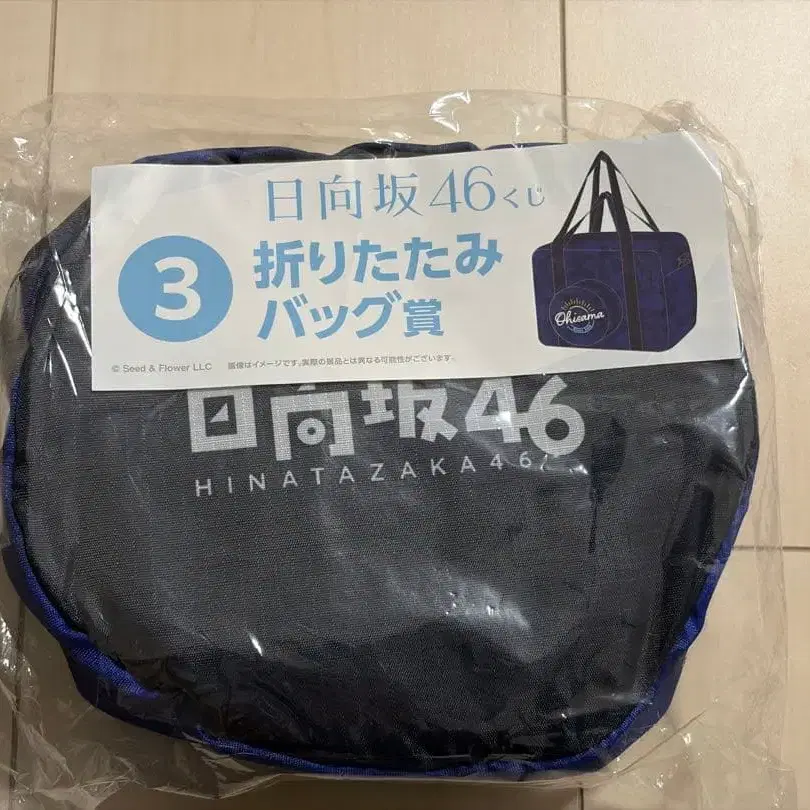 日向坂46くじ
3
折りたたみ
バッグ賞
Ohisama
© Seed & Flower LLC
画像はイメージです。実際の景品とは異なる可能性がございます。
日向坂46
HINATAZAKA46